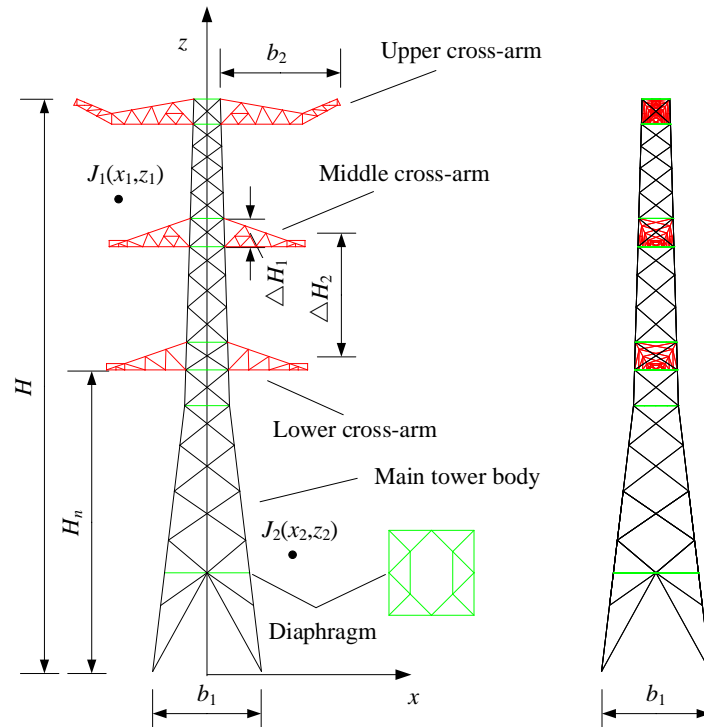 z
b2
Upper cross-arm
J1(x1,z1)
Middle cross-arm
△H1
△H2
H
Lower cross-arm
Main tower body
Hn
J2(x2,z2)
Diaphragm
b1
x
b1